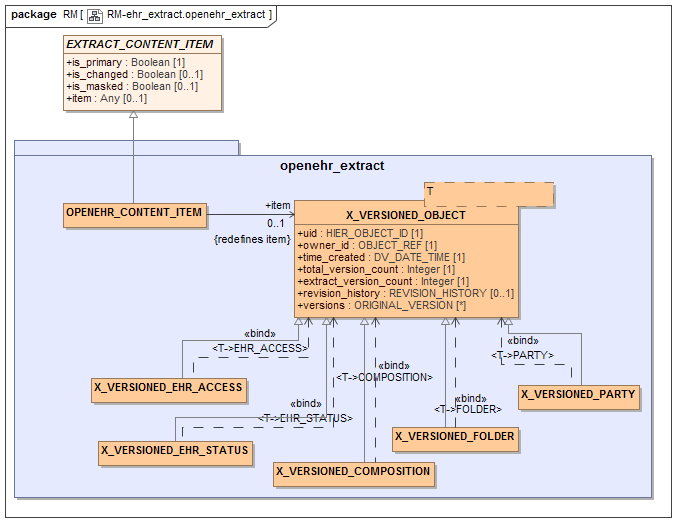 package RM [ RM-ehr_extract.openehr_extract ]
EXTRACT_CONTENT_ITEM
+is_primary : Boolean [1]
+is_changed : Boolean [0..1]
+is_masked : Boolean [0..1]
+item : Any [0..1]
openehr_extract
T
OPENEHR_CONTENT_ITEM
+item
0..1
{redefines item}
X_VERSIONED_OBJECT
+uid : HIER_OBJECT_ID [1]
+owner_id : OBJECT_REF [1]
+time_created : DV_DATE_TIME [1]
+total_version_count : Integer [1]
+extract_version_count : Integer [1]
+revision_history : REVISION_HISTORY [0..1]
+versions : ORIGINAL_VERSION [*]
«bind»
<T->EHR_ACCESS>
«bind»
<T->COMPOSITION>
«bind»
<T->PARTY>
X_VERSIONED_EHR_ACCESS
X_VERSIONED_PARTY
«bind»
<T->EHR_STATUS>
«bind»
<T->FOLDER>
X_VERSIONED_EHR_STATUS
X_VERSIONED_FOLDER
X_VERSIONED_COMPOSITION